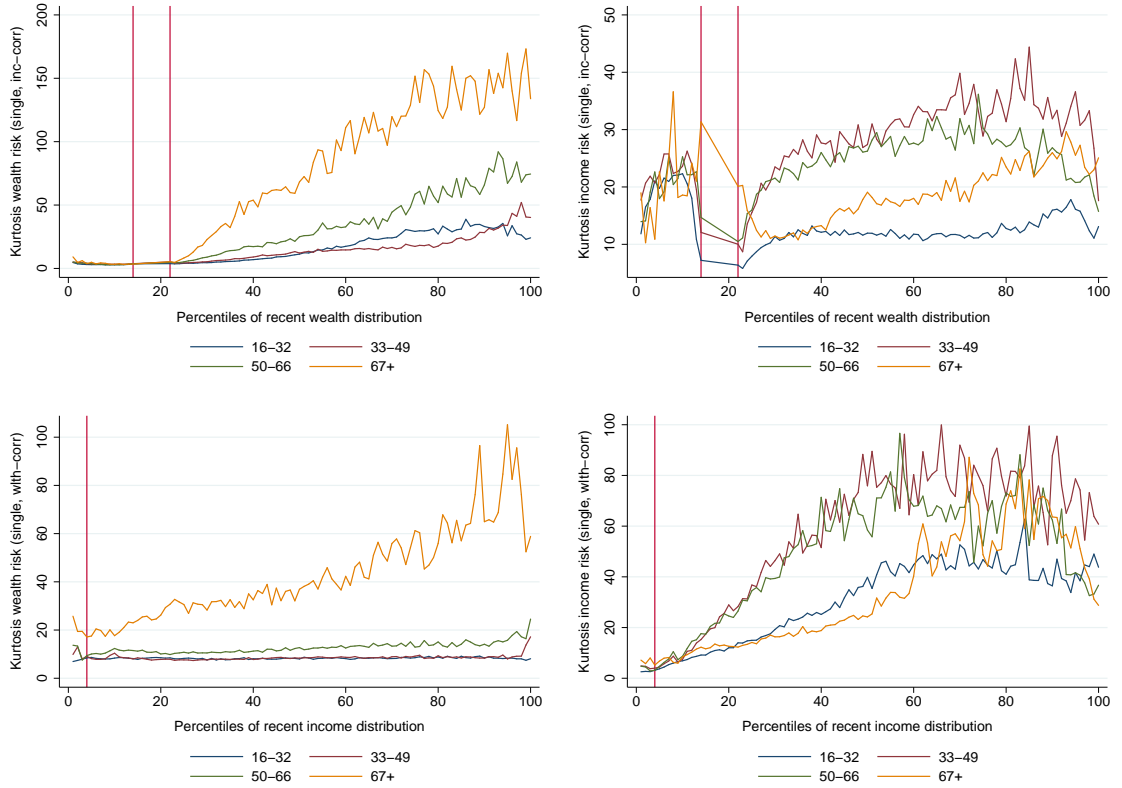 Kurtosis wealth risk (single, inc−corr)
200
150
100
50
0
0 20 40 60 80 100
Percentiles of recent wealth distribution
16−32 33−49
50−66 67+
Kurtosis income risk (single, inc−corr)
50
40
30
20
10
0 20 40 60 80 100
Percentiles of recent wealth distribution
16−32 33−49
50−66 67+
Kurtosis wealth risk (single, wlth−corr)
100
80
60
40
20
0
0 20 40 60 80 100
Percentiles of recent income distribution
16−32 33−49
50−66 67+
Kurtosis income risk (single, wlth−corr)
100
80
60
40
20
0
0 20 40 60 80 100
Percentiles of recent income distribution
16−32 33−49
50−66 67+